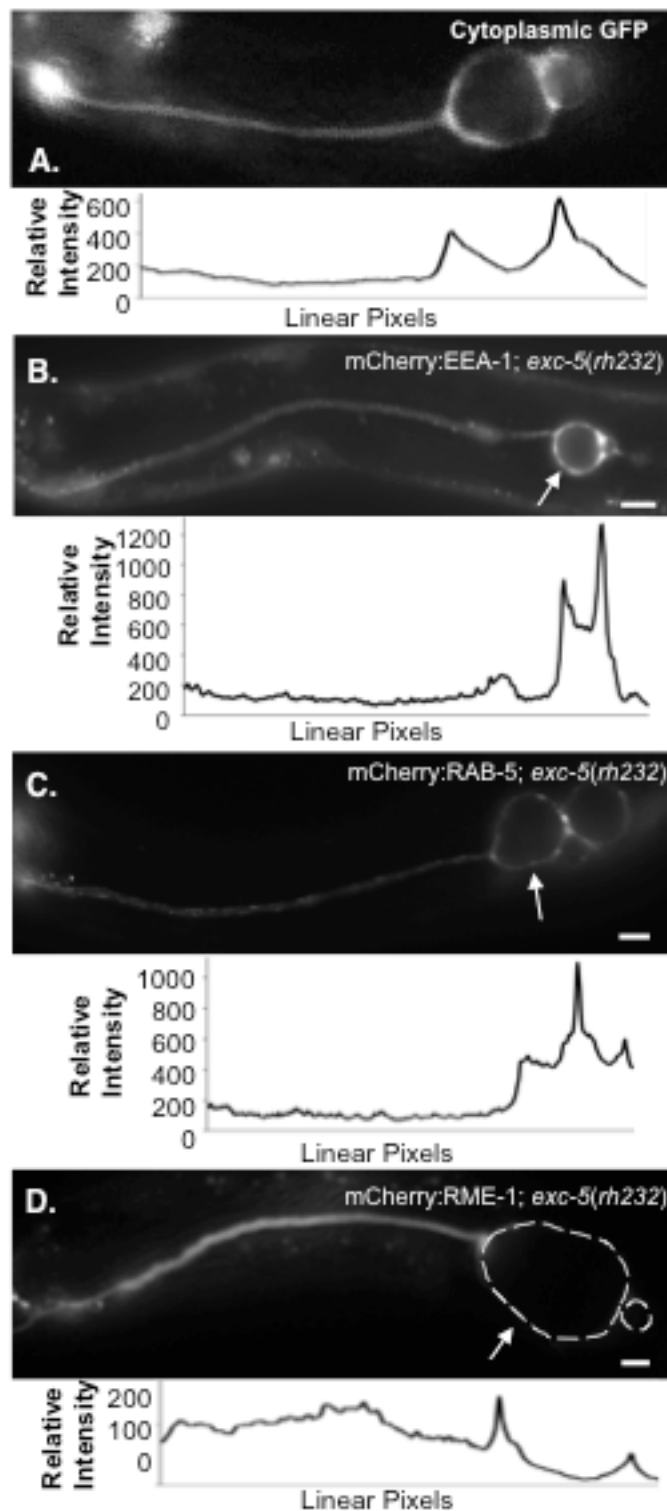 Cytoplasmic GFP
A.
Relative
Intensity
600
400
200
0
Linear Pixels
B.
mCherry:EEA-1; exc-5(rh232)
Relative
Intensity
1200
1000
800
600
400
200
0
Linear Pixels
C.
mCherry:RAB-5; exc-5(rh232)
Relative
Intensity
1000
800
600
400
200
0
Linear Pixels
D.
mCherry:RME-1; exc-5(rh232)
Relative
Intensity
200
100
0
Linear Pixels